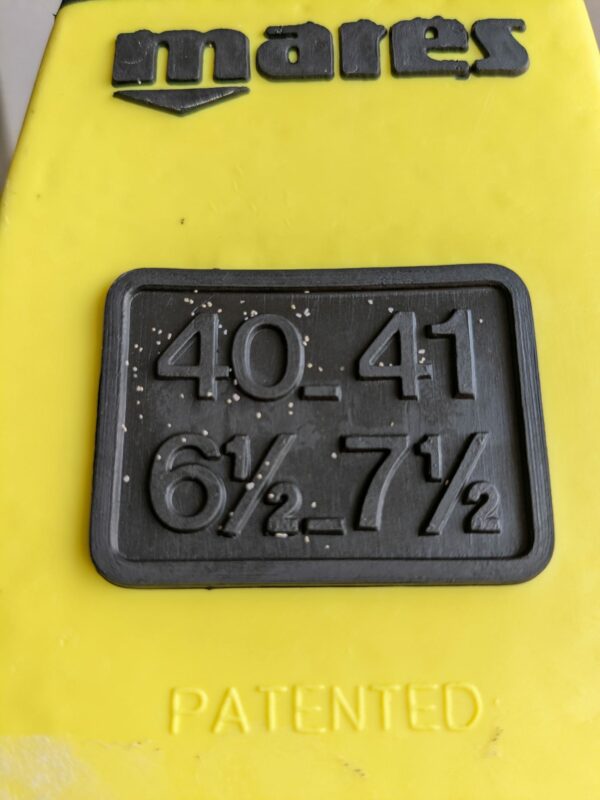 mares
40_41
6½_7½
PATENTED